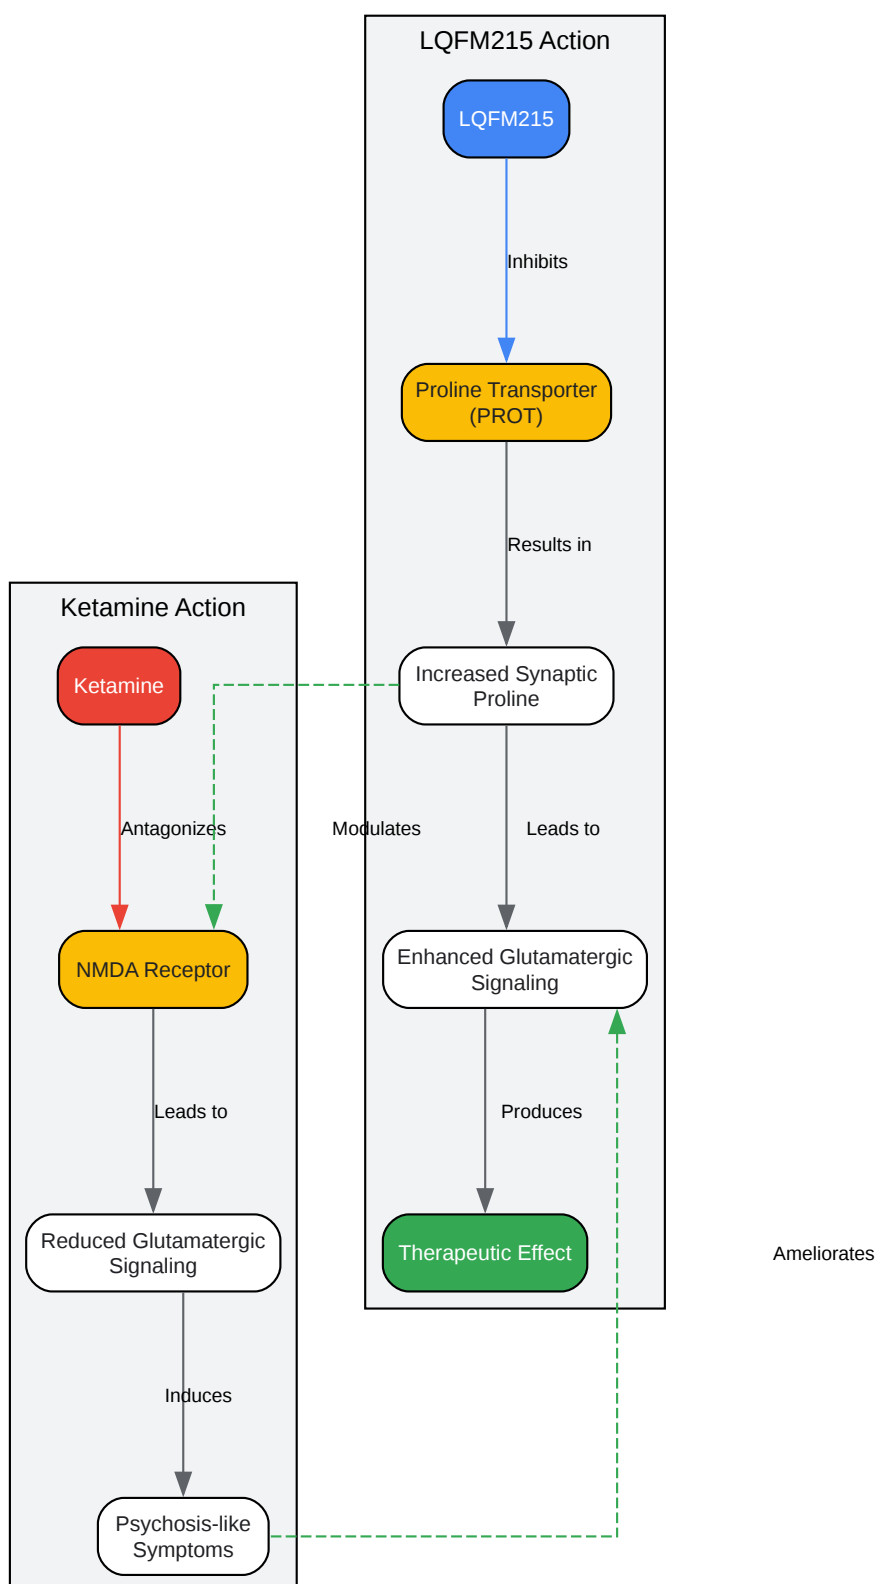 LQFM215 Action
LQFM215
Inhibits
Proline Transporter
(PROT)
Results in
Ketamine Action
Ketamine
Increased Synaptic
Proline
Antagonizes
Modulates
Leads to
NMDA Receptor
Enhanced Glutamatergic
Signaling
Leads to
Produces
Reduced Glutamatergic
Signaling
Therapeutic Effect
Ameliorates
Induces
Psychosis-like
Symptoms